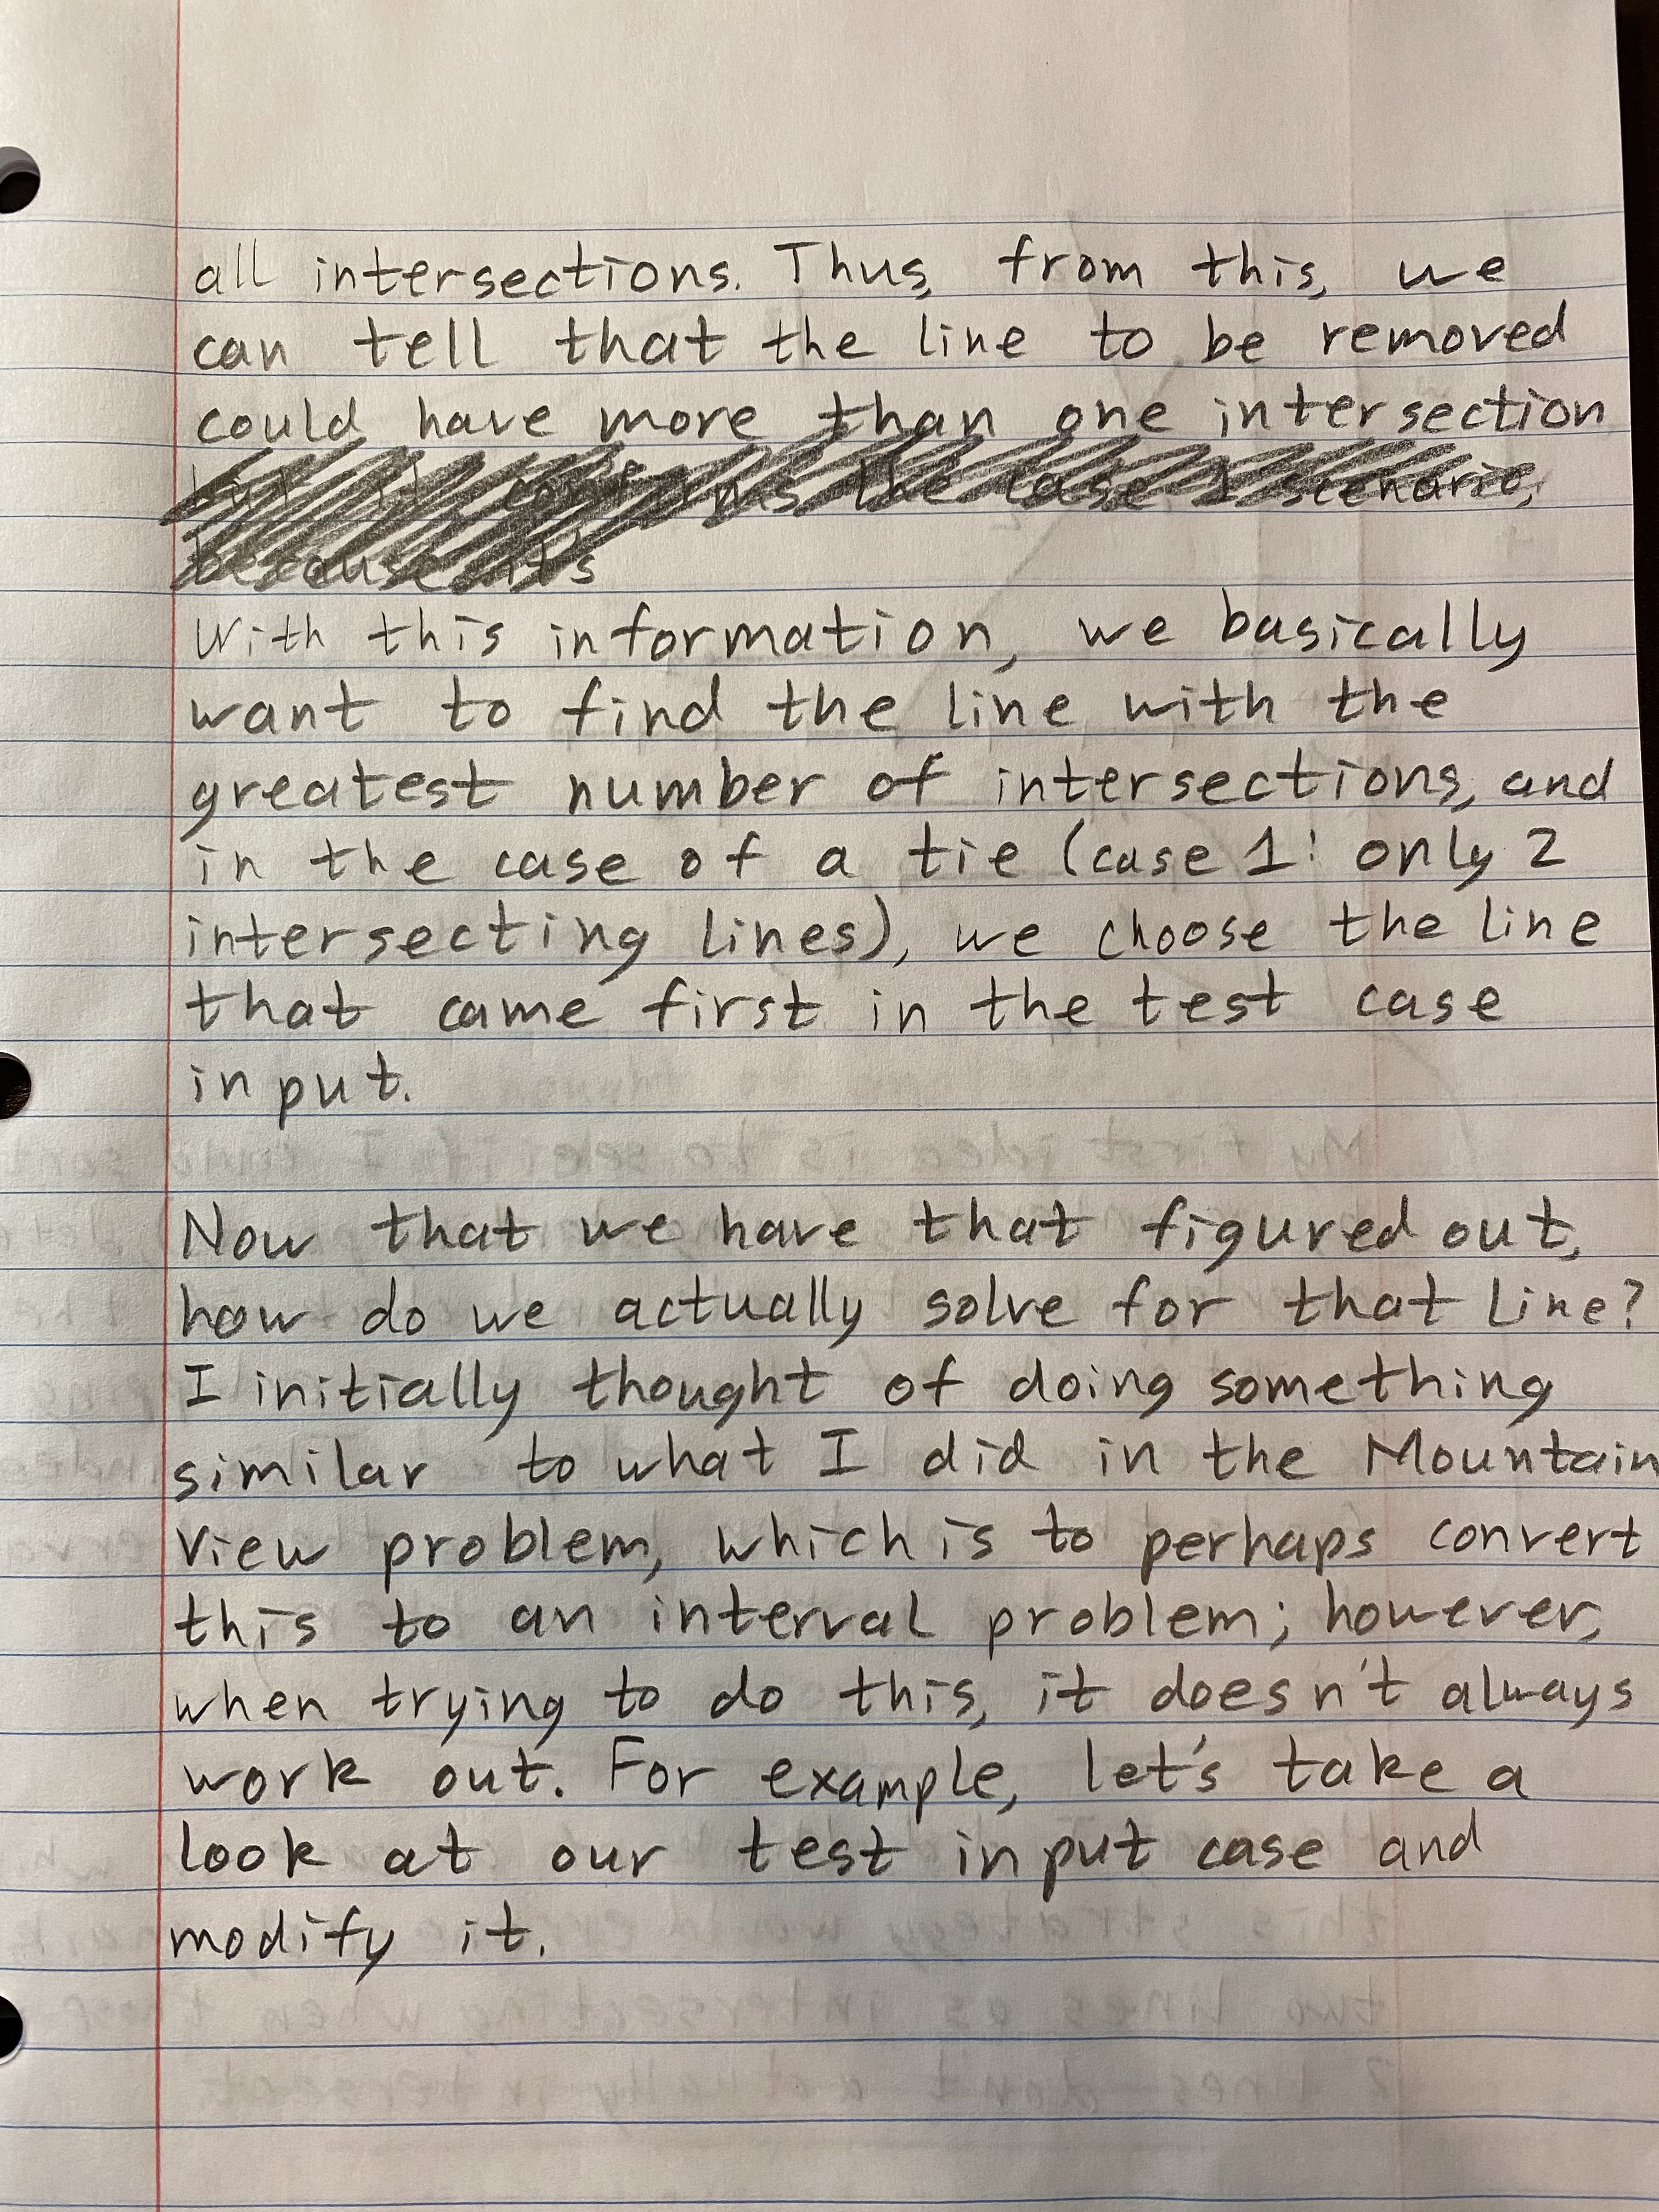 all intersections. Thus, from this, we
can tell that the line to be removed
could have more than one intersection
the case 1 scenario,
because it's
With this information, we basically
want to find the line with the
greatest number of intersections, and
in the case of a tie (case 1: only 2
intersecting lines), we choose the line
that came first in the test case
input.
Now that we have that figured out,
how do we actually solve for that line?
I initially thought of doing something
similar to what I did in the Mountain
View problem, which is to perhaps convert
this to an interval problem; however,
when trying to do this, it doesn't always
work out. For example, let's take a
look at our test input case and
modify it.